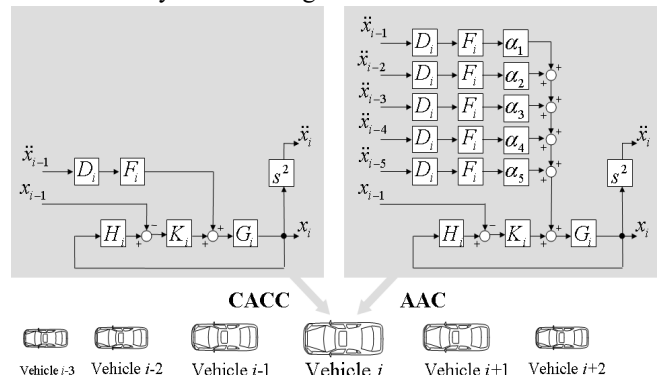 ẍᵢ₋₁ Dᵢ Fᵢ
xᵢ₋₁
Hᵢ − + Kᵢ + + Gᵢ xᵢ
s² ẍᵢ
ẍᵢ₋₁ Dᵢ Fᵢ α₁
ẍᵢ₋₂ Dᵢ Fᵢ α₂ + +
ẍᵢ₋₃ Dᵢ Fᵢ α₃ + +
ẍᵢ₋₄ Dᵢ Fᵢ α₄ + +
ẍᵢ₋₅ Dᵢ Fᵢ α₅ + +
xᵢ₋₁
Hᵢ − + Kᵢ + + Gᵢ xᵢ
s² ẍᵢ
CACC AAC
Vehicle i-3 Vehicle i-2 Vehicle i-1 Vehicle i Vehicle i+1 Vehicle i+2